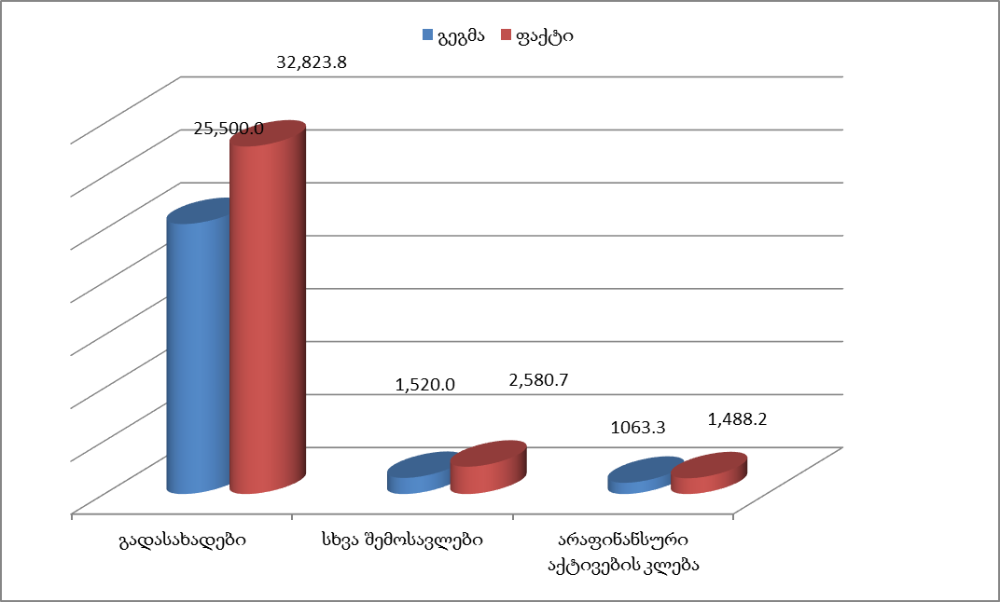 გეგმა ფაქტი
32,823.8
25,500.0
1,520.0
2,580.7
1063.3
1,488.2
გადასახადები
სხვა შემოსავლები
არაფინანსური
აქტივების კლება